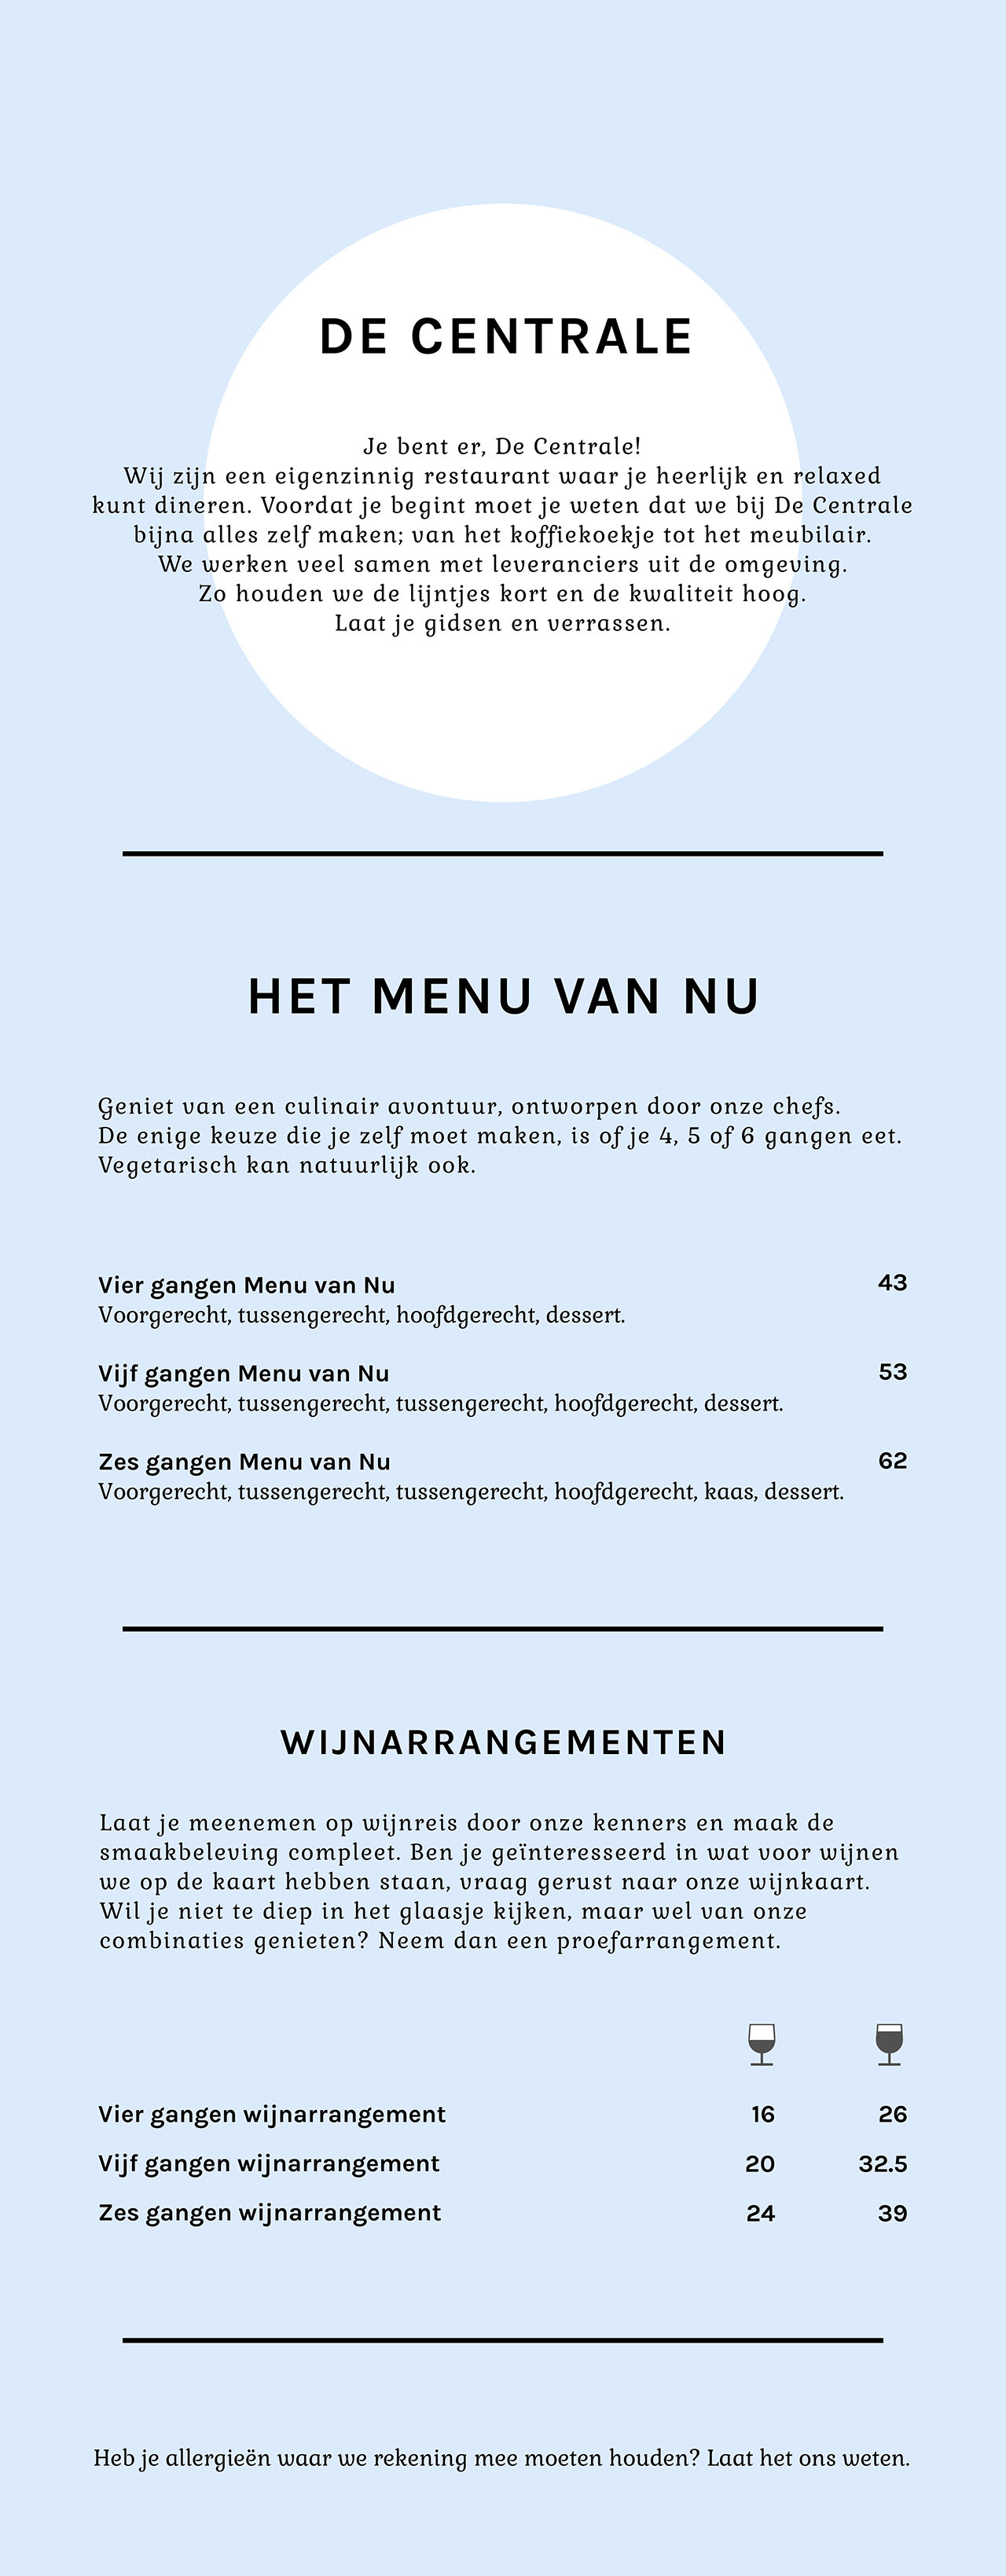 DE CENTRALE
Je bent er, De Centrale!
Wij zijn een eigenzinnig restaurant waar je heerlijk en relaxed
kunt dineren. Voordat je begint moet je weten dat we bij De Centrale
bijna alles zelf maken; van het koffiekoekje tot het meubilair.
We werken veel samen met leveranciers uit de omgeving.
Zo houden we de lijntjes kort en de kwaliteit hoog.
Laat je gidsen en verrassen.
HET MENU VAN NU
Geniet van een culinair avontuur, ontworpen door onze chefs.
De enige keuze die je zelf moet maken, is of je 4, 5 of 6 gangen eet.
Vegetarisch kan natuurlijk ook.
Vier gangen Menu van Nu 43
Voorgerecht, tussengerecht, hoofdgerecht, dessert.
Vijf gangen Menu van Nu 53
Voorgerecht, tussengerecht, tussengerecht, hoofdgerecht, dessert.
Zes gangen Menu van Nu 62
Voorgerecht, tussengerecht, tussengerecht, hoofdgerecht, kaas, dessert.
WIJNARRANGEMENTEN
Laat je meenemen op wijnreis door onze kenners en maak de
smaakbeleving compleet. Ben je geïnteresseerd in wat voor wijnen
we op de kaart hebben staan, vraag gerust naar onze wijnkaart.
Wil je niet te diep in het glaasje kijken, maar wel van onze
combinaties genieten? Neem dan een proefarrangement.
Vier gangen wijnarrangement 16 26
Vijf gangen wijnarrangement 20 32.5
Zes gangen wijnarrangement 24 39
Heb je allergieën waar we rekening mee moeten houden? Laat het ons weten.